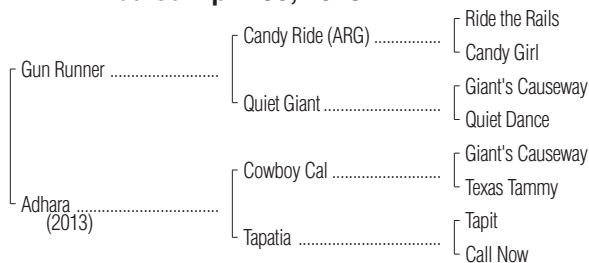 Ride the Rails
Candy Ride (ARG)
Candy Girl
Gun Runner
Giant's Causeway
Quiet Giant
Quiet Dance
Giant's Causeway
Cowboy Cal
Texas Tammy
Adhara
(2013)
Tapit
Tapatia
Call Now